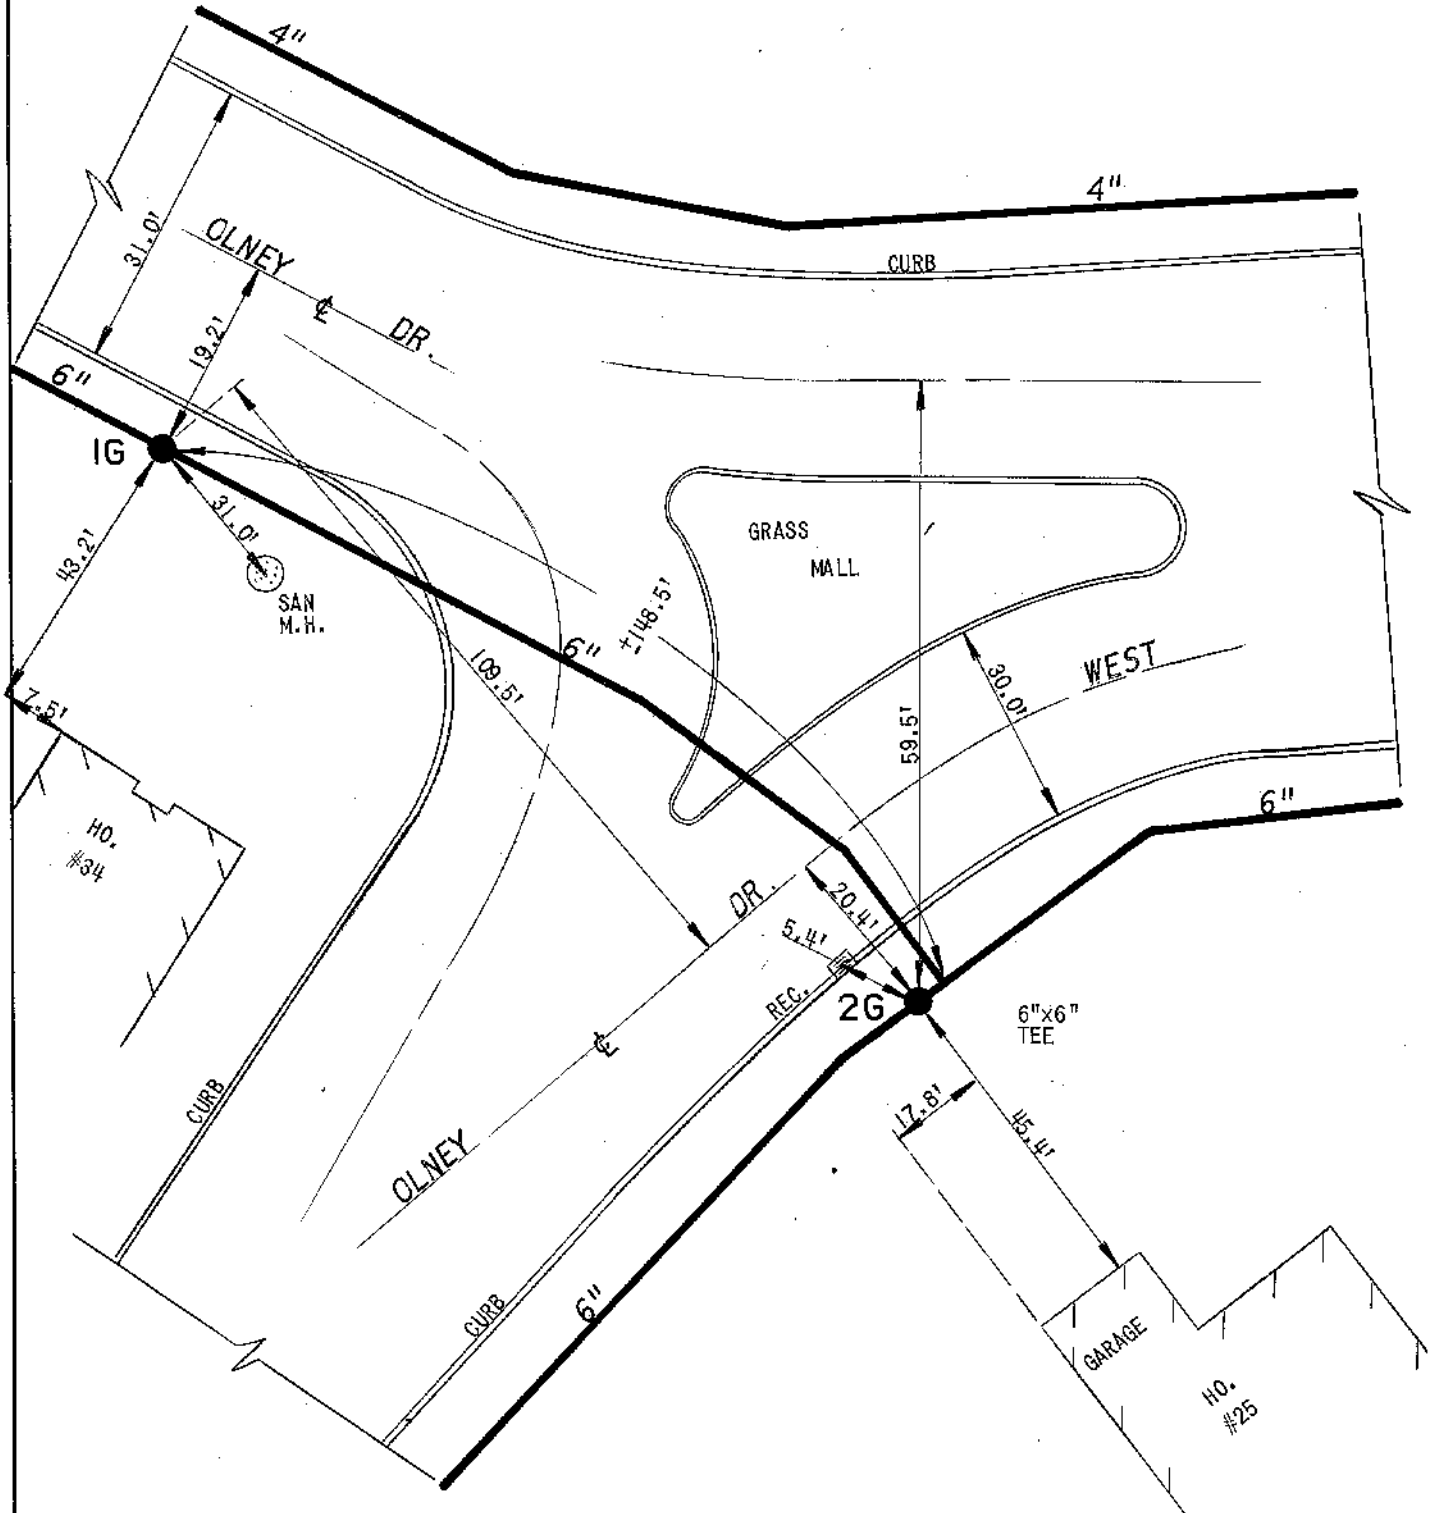 4"
4"
31.0'
OLNEY
℄
DR.
CURB
19.2'
6"
1G
31.0'
43.2'
SAN
M.H.
7.5'
HO.
#34
6"
109.5'
±148.5'
GRASS
MALL
59.5'
30.0'
WEST
6"
DR.
20.4'
5.4'
REC.
2G
6"x6"
TEE
℄
OLNEY
CURB
17.8'
45.4'
CURB
6"
GARAGE
HO.
#25